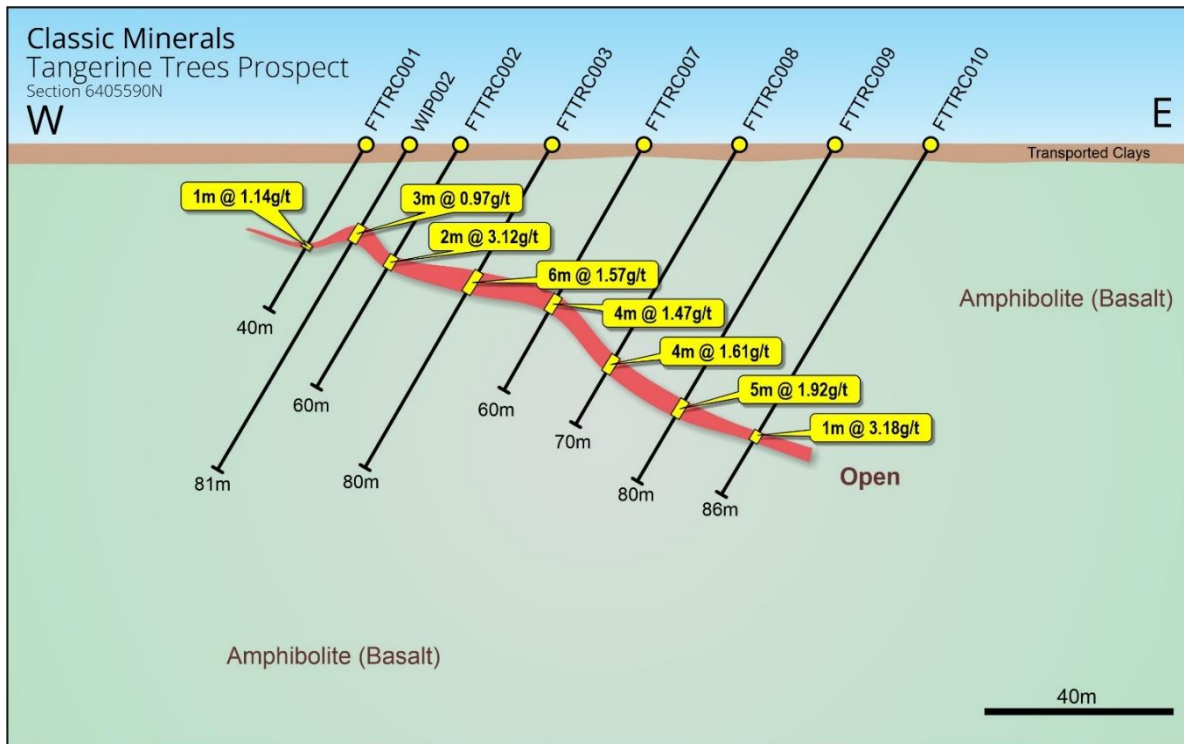 Classic Minerals
Tangerine Trees Prospect
Section 6405590N
W
E
FTTRC001
WIP002
FTTRC002
FTTRC003
FTTRC007
FTTRC008
FTTRC009
FTTRC010
Transported Clays
1m @ 1.14g/t
3m @ 0.97g/t
2m @ 3.12g/t
6m @ 1.57g/t
4m @ 1.47g/t
4m @ 1.61g/t
5m @ 1.92g/t
1m @ 3.18g/t
Amphibolite (Basalt)
40m
60m
60m
70m
81m
80m
80m
86m
Open
Amphibolite (Basalt)
40m